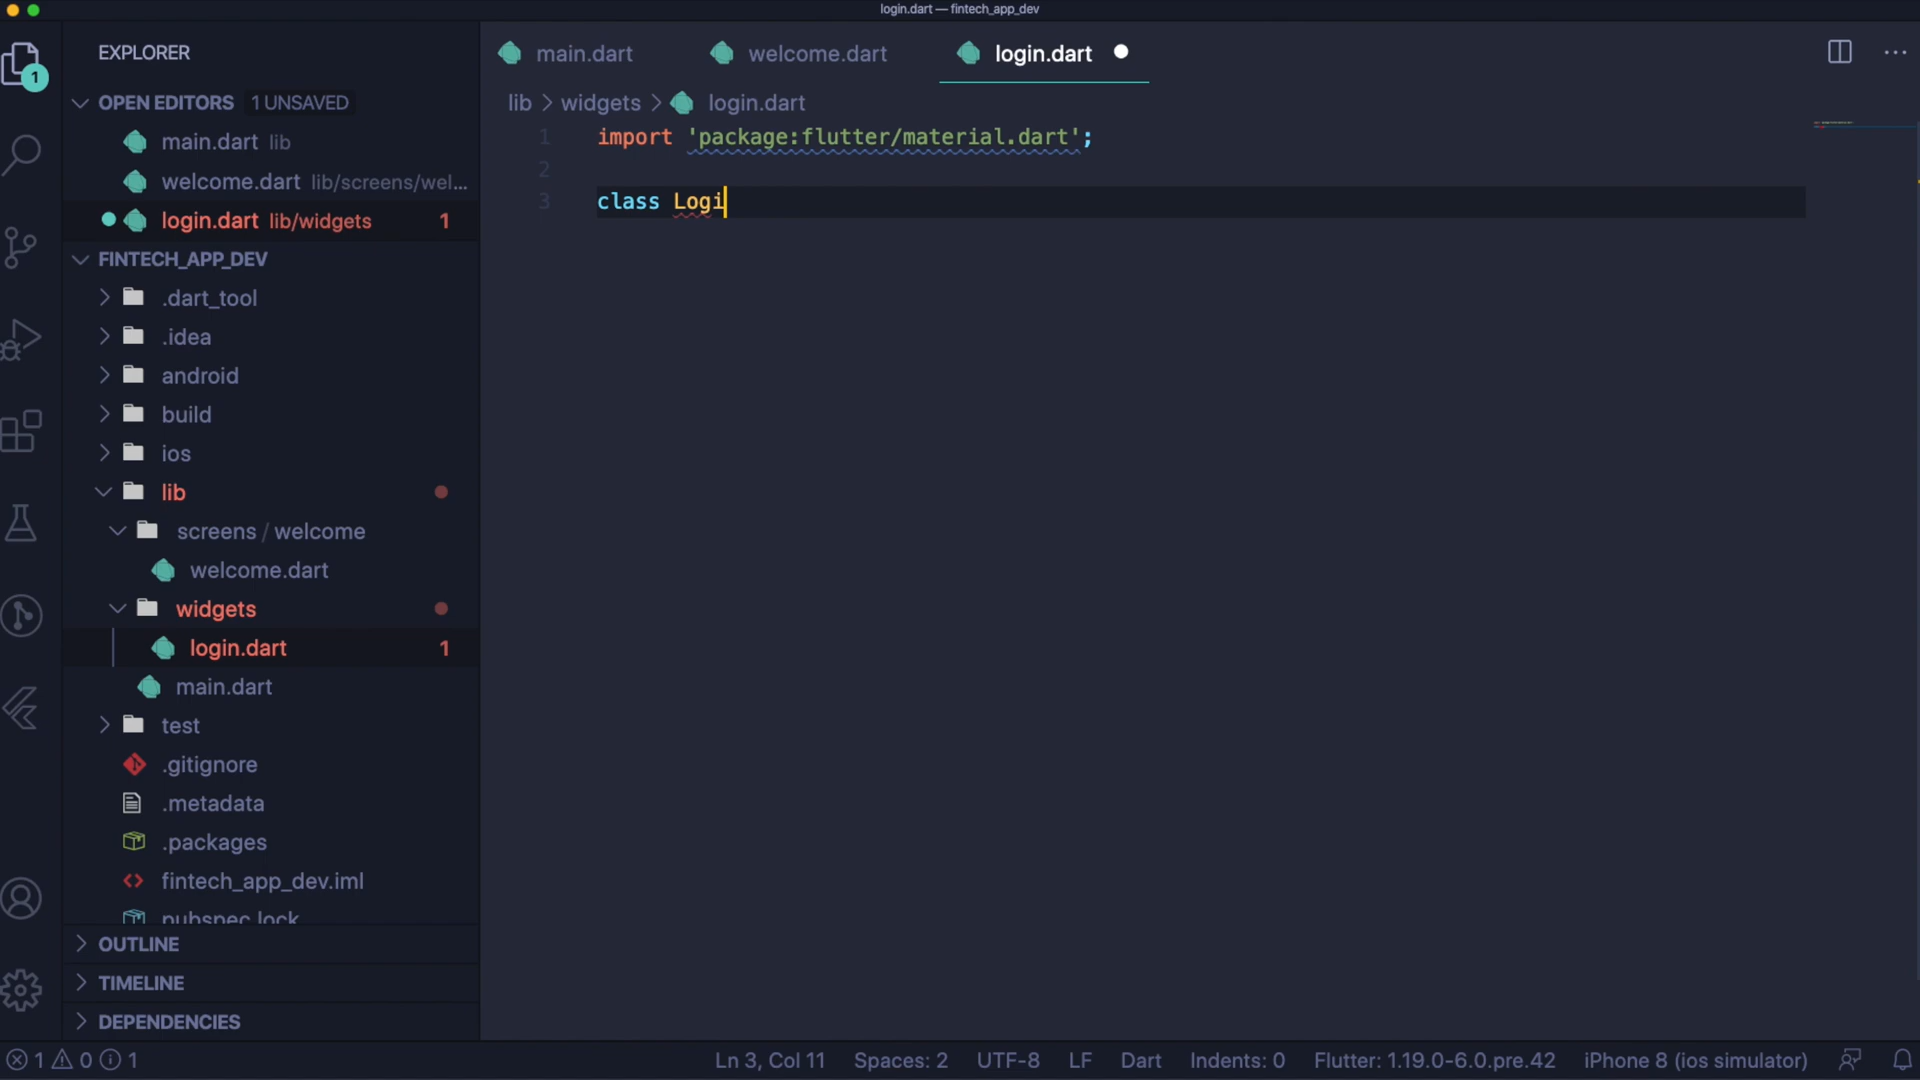 login.dart — fintech_app_dev
EXPLORER
OPEN EDITORS 1 UNSAVED
main.dart lib
welcome.dart lib/screens/wel...
login.dart lib/widgets 1
FINTECH_APP_DEV
.dart_tool
.idea
android
build
ios
lib
screens / welcome
welcome.dart
widgets
login.dart 1
main.dart
test
.gitignore
.metadata
.packages
fintech_app_dev.iml
pubspec.lock
OUTLINE
TIMELINE
DEPENDENCIES
1
main.dart welcome.dart login.dart
lib > widgets > login.dart
1 import 'package:flutter/material.dart';
2
3 class Logi
1 0 1 Ln 3, Col 11 Spaces: 2 UTF-8 LF Dart Indents: 0 Flutter: 1.19.0-6.0.pre.42 iPhone 8 (ios simulator)